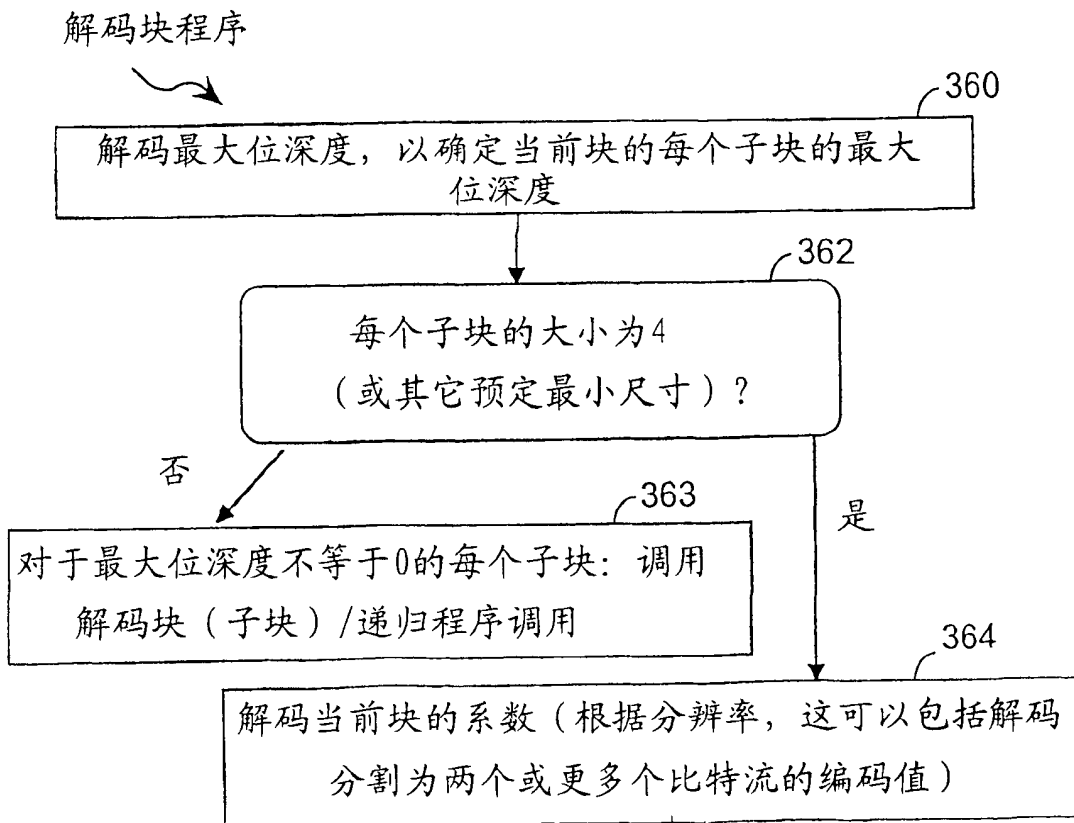 解码块程序
360
解码最大位深度，以确定当前块的每个子块的最大
位深度
362
每个子块的大小为4
（或其它预定最小尺寸）？
否
363
是
对于最大位深度不等于0的每个子块：调用
解码块（子块）/递归程序调用
364
解码当前块的系数（根据分辨率，这可以包括解码
分割为两个或更多个比特流的编码值）